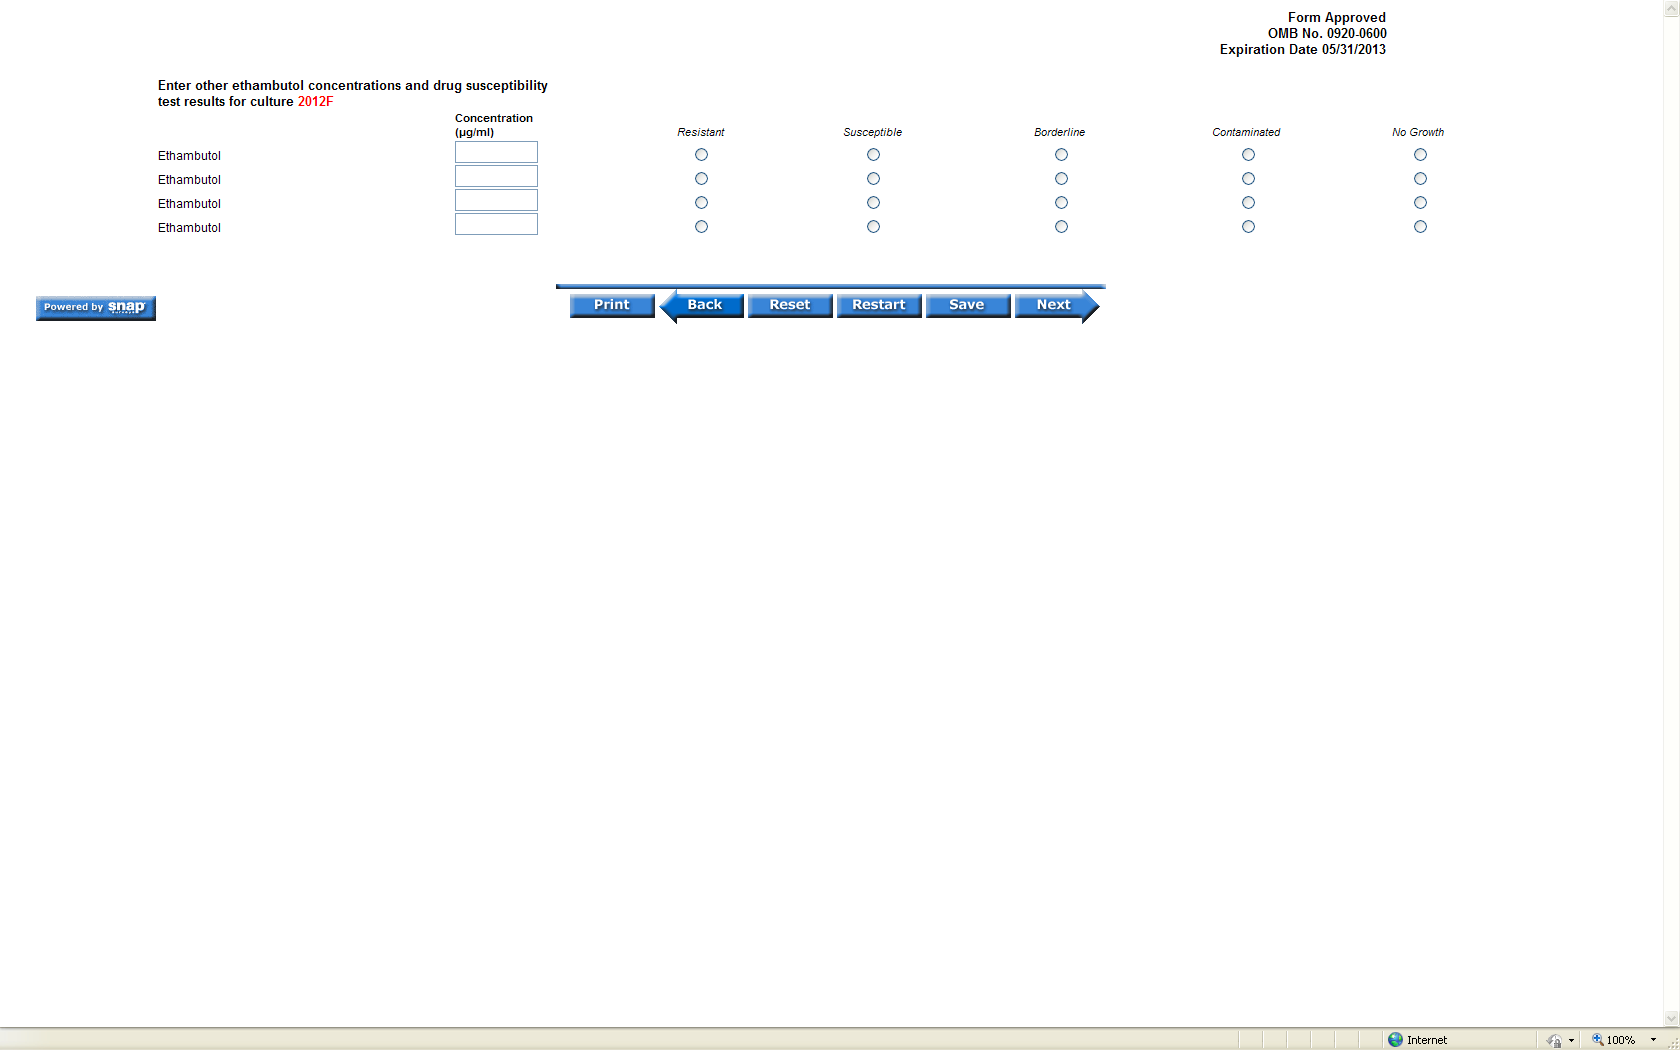 Form Approved
OMB No. 0920-0600
Expiration Date 05/31/2013
Enter other ethambutol concentrations and drug susceptibility
test results for culture 2012F
Concentration
(µg/ml)
Resistant Susceptible Borderline Contaminated No Growth
Ethambutol
Ethambutol
Ethambutol
Ethambutol
Powered by snap
surveys
Print Back Reset Restart Save Next
Internet 100%